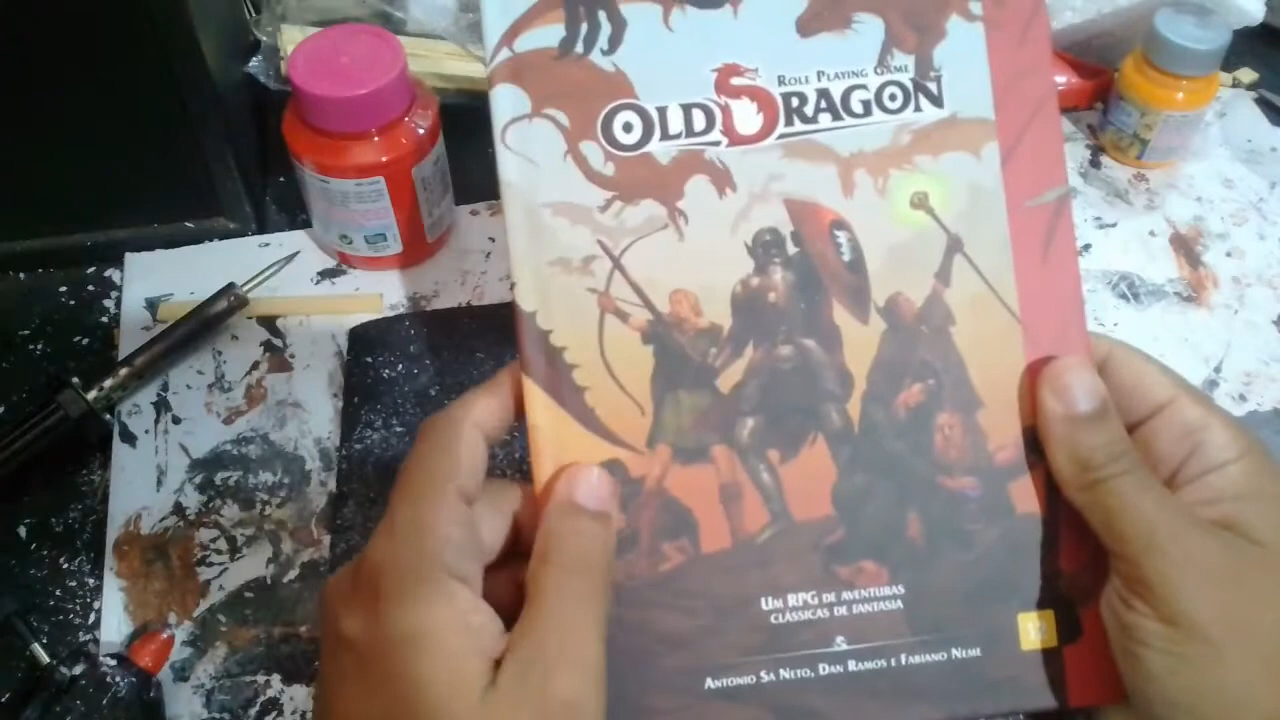 ROLE PLAYING GAME
OLD DRAGON
UM RPG DE AVENTURAS
CLÁSSICAS DE FANTASIA
ANTONIO SA NETO, DAN RAMOS E FABIANO NEME
12